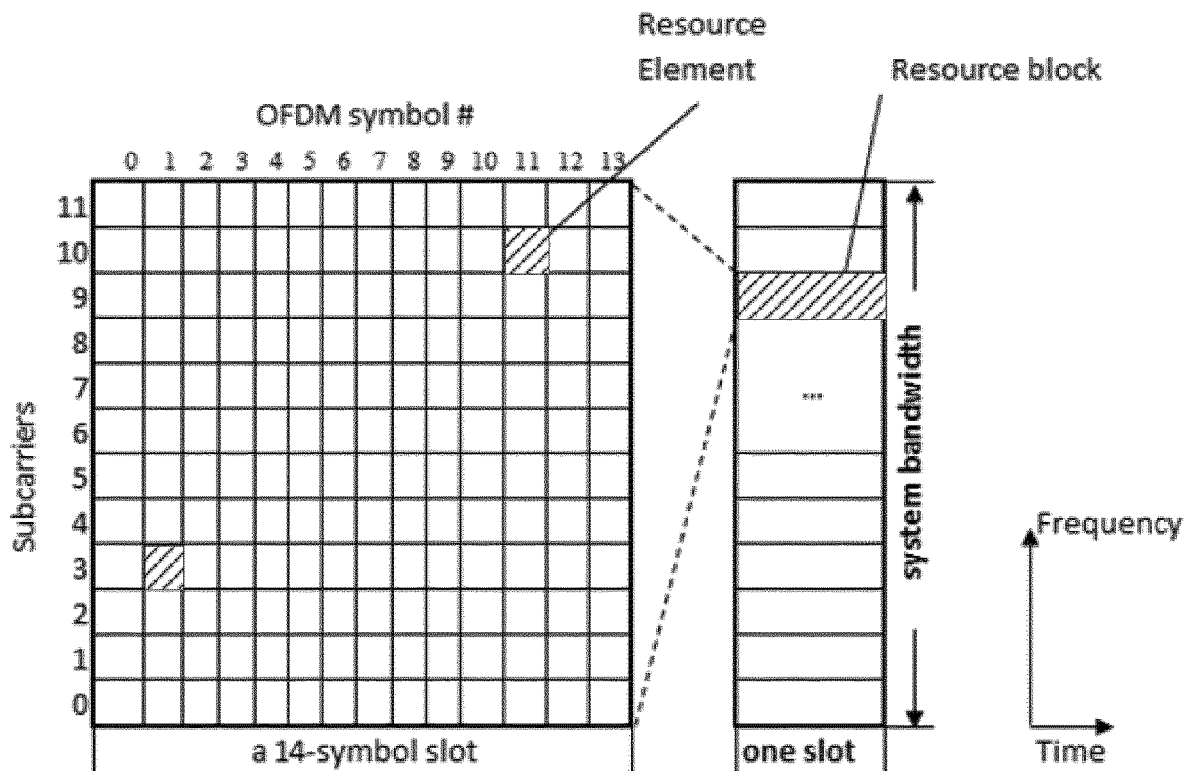 Resource
Element
Resource block
OFDM symbol #
0 1 2 3 4 5 6 7 8 9 10 11 12 13
11
10
9
8
7
6
5
4
3
2
1
0
Subcarriers
...
system bandwidth
Frequency
Time
a 14-symbol slot
one slot